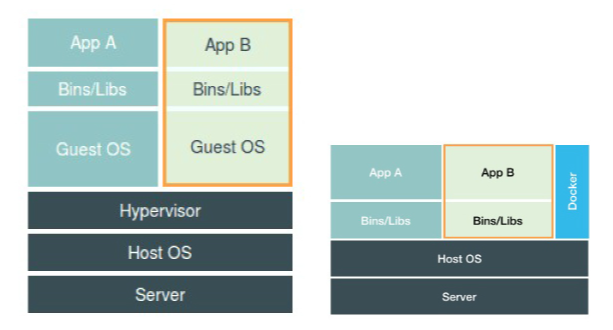 App A
App B
Bins/Libs
Bins/Libs
Guest OS
Guest OS
Hypervisor
Host OS
Server
App A
App B
Docker
Bins/Libs
Bins/Libs
Host OS
Server